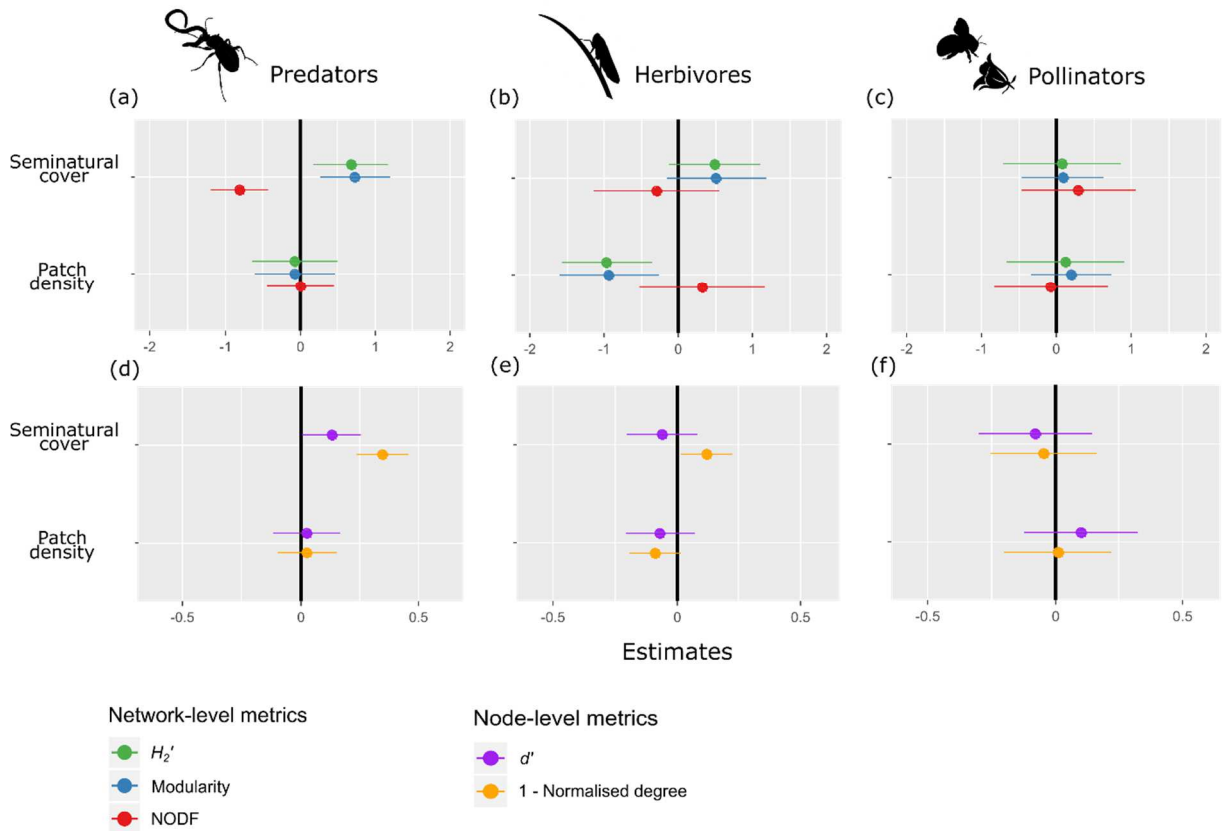 Predators
Herbivores
Pollinators
(a)
(b)
(c)
Seminatural
cover
Patch
density
-2 -1 0 1 2
-2 -1 0 1 2
-2 -1 0 1 2
(d)
(e)
(f)
Seminatural
cover
Patch
density
-0.5 0 0.5
-0.5 0 0.5
-0.5 0 0.5
Estimates
Network-level metrics
H2'
Modularity
NODF
Node-level metrics
d'
1 - Normalised degree